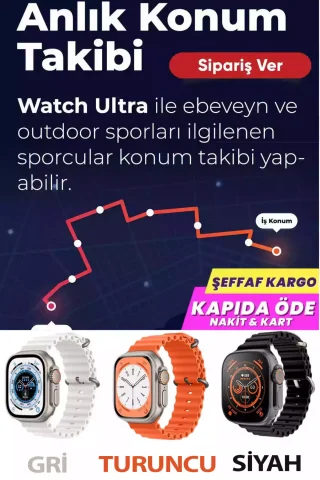 Anlık Konum
Takibi
Sipariş Ver
Watch Ultra ile ebeveyn ve
outdoor sporları ilgilenen
sporcular konum takibi yap-
abilir.
İş Konum
ŞEFFAF KARGO
KAPIDA ÖDE
NAKİT & KART
GRİ
TURUNCU
SİYAH